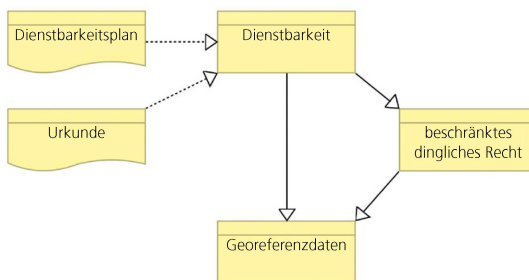 Dienstbarkeitsplan
Dienstbarkeit
Urkunde
beschränktes
dingliches Recht
Georeferenzdaten